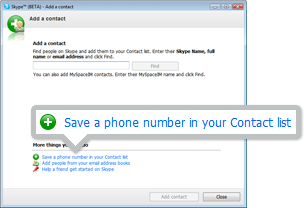 Skype™ (BETA) - Add a contact
Add a contact
Add a contact
Find people on Skype and add them to your Contact list. Enter their Skype Name, full
name or email address and click Find.
Find
You can also add MySpaceIM contacts. Enter their MySpaceIM name and click Find.
Save a phone number in your Contact list
More things you
do
Save a phone number in your Contact list
Add people from your email address books
Help a friend get started on Skype
Add contact
Close